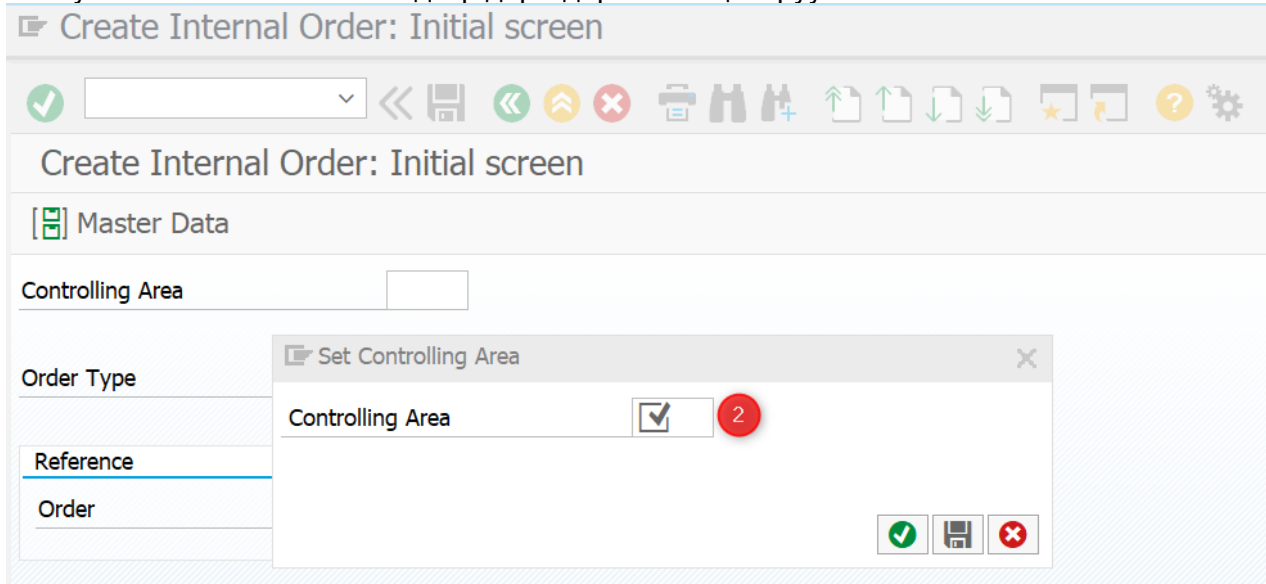 Create Internal Order: Initial screen
Create Internal Order: Initial screen
Master Data
Controlling Area
Set Controlling Area
Order Type
Controlling Area
2
Reference
Order